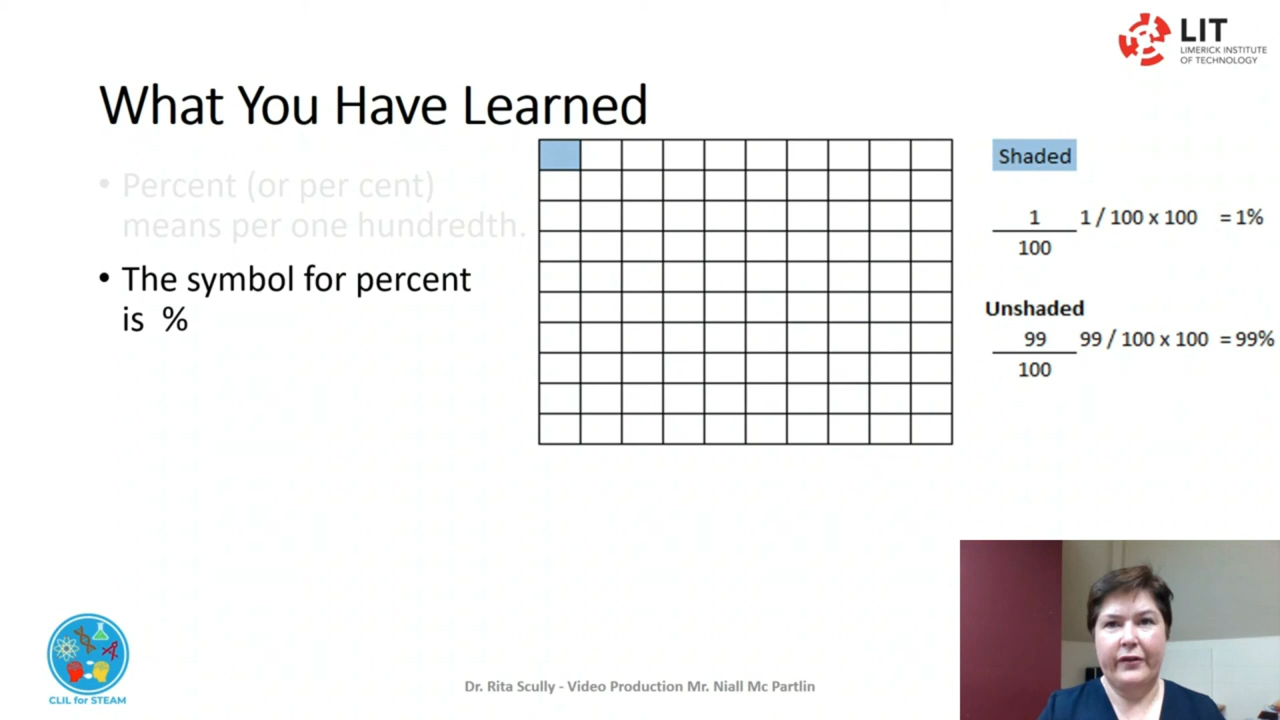 LIT
LIMERICK INSTITUTE
OF TECHNOLOGY
What You Have Learned
• Percent (or per cent)
means per one hundredth.
• The symbol for percent
is %
Shaded
1
100
1 / 100 x 100 = 1%
Unshaded
99
100
99 / 100 x 100 = 99%
CLIL for STEAM
Dr. Rita Scully - Video Production Mr. Niall Mc Partlin